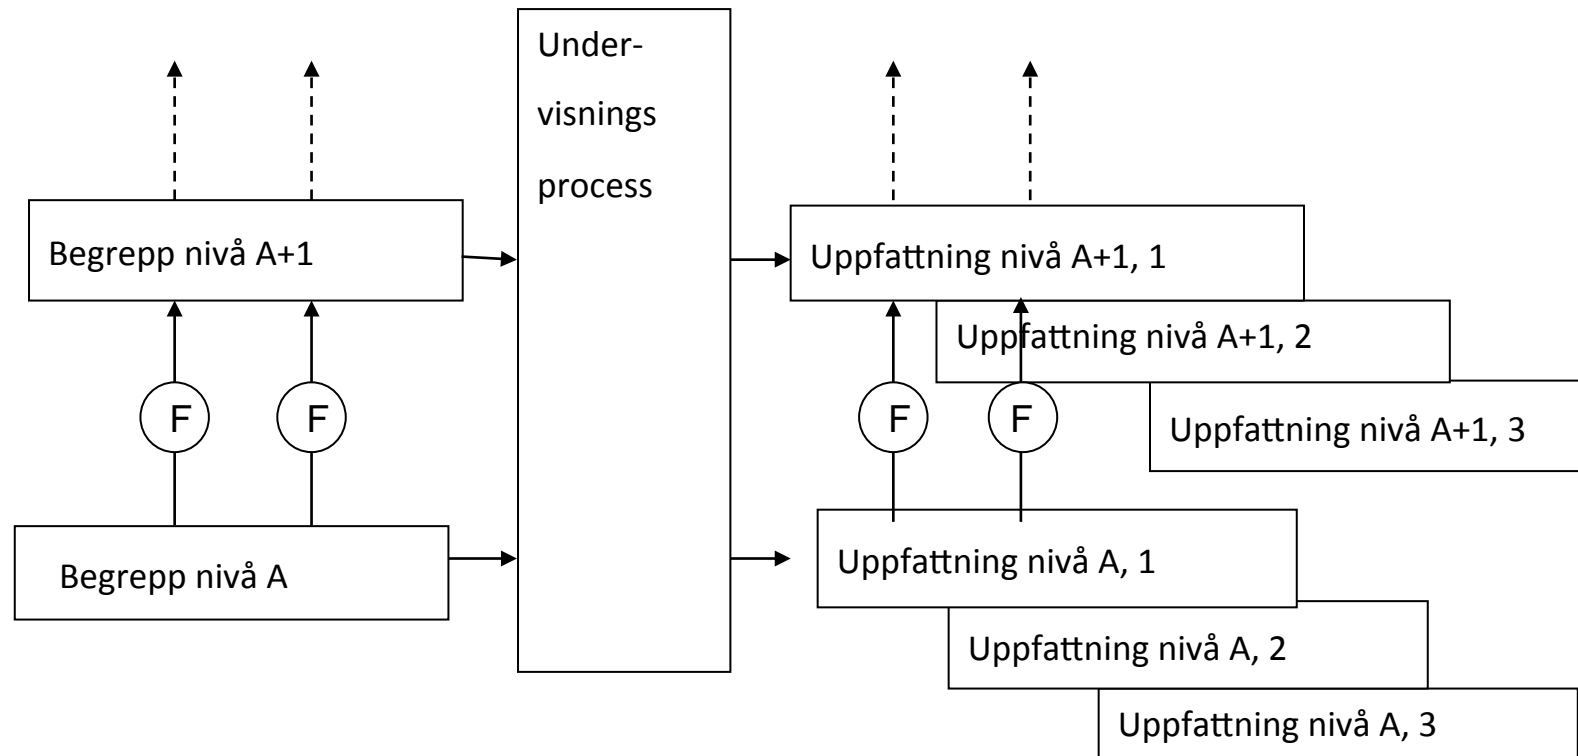 Under-
visnings
process
Begrepp nivå A+1
Uppfattning nivå A+1, 1
Uppfattning nivå A+1, 2
Uppfattning nivå A+1, 3
F
F
F
F
Begrepp nivå A
Uppfattning nivå A, 1
Uppfattning nivå A, 2
Uppfattning nivå A, 3